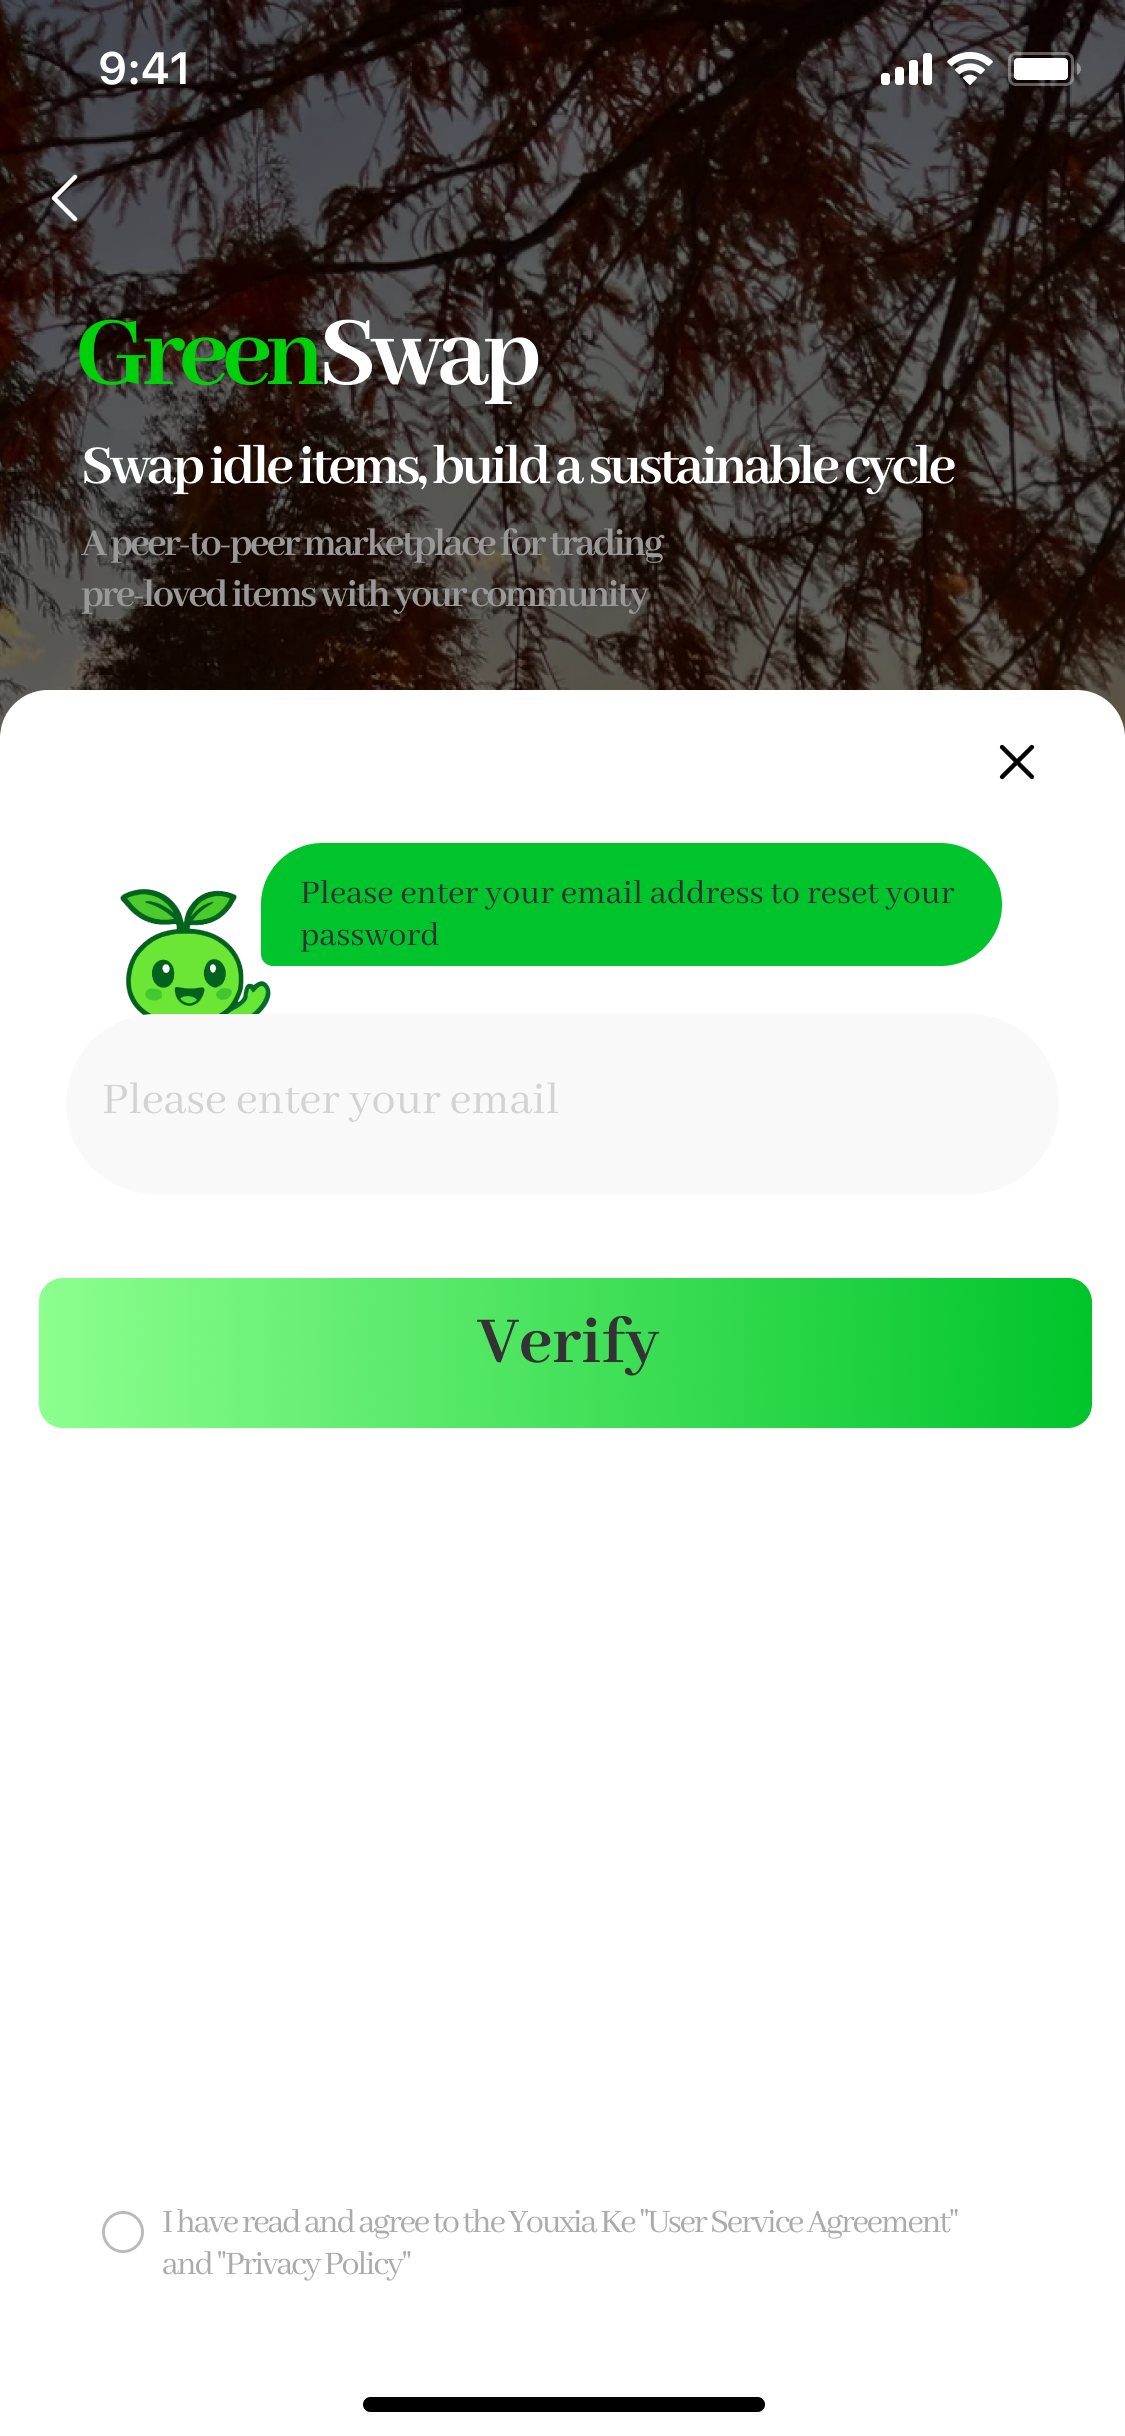 9:41
GreenSwap
Swap idle items, build a sustainable cycle
A peer-to-peer marketplace for trading
pre-loved items with your community
Please enter your email address to reset your
password
Please enter your email
Verify
I have read and agree to the Youxia Ke "User Service Agreement"
and "Privacy Policy"